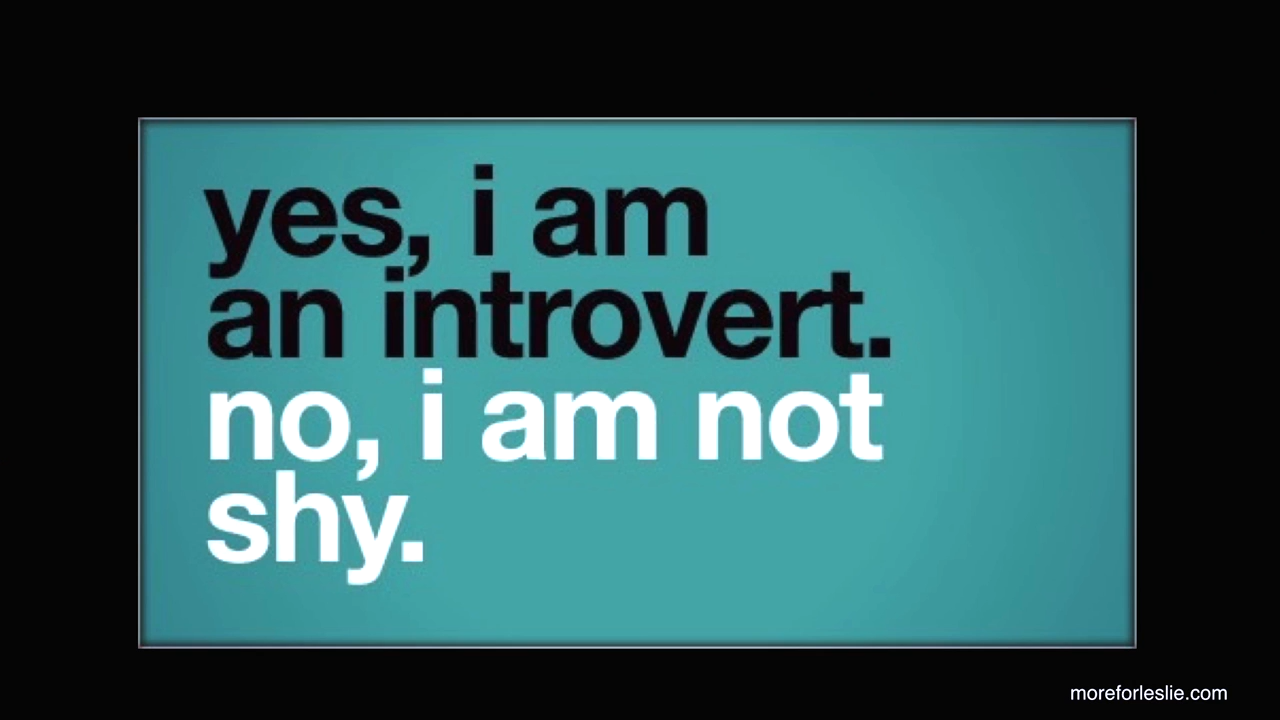 yes, i am
an introvert.
no, i am not
shy.
moreforleslie.com